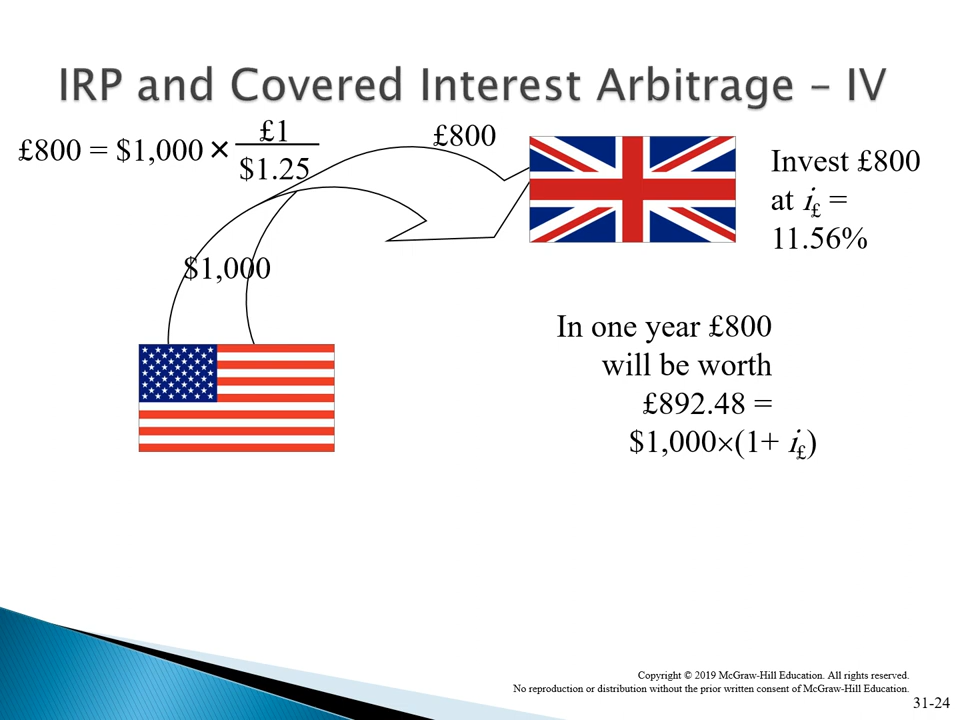 IRP and Covered Interest Arbitrage – IV
£800 = $1,000 × £1
$1.25
£800
Invest £800
at i£ =
11.56%
$1,000
In one year £800
will be worth
£892.48 =
$1,000×(1+ i£)
Copyright © 2019 McGraw-Hill Education. All rights reserved.
No reproduction or distribution without the prior written consent of McGraw-Hill Education.
31-24